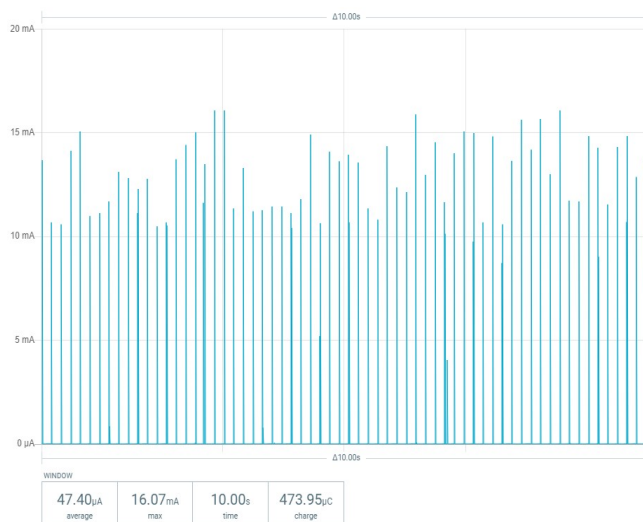 Δ10.00s
20 mA
15 mA
10 mA
5 mA
0 µA
Δ10.00s
WINDOW
47.40µA 16.07mA 10.00s 473.95µC
average max time charge